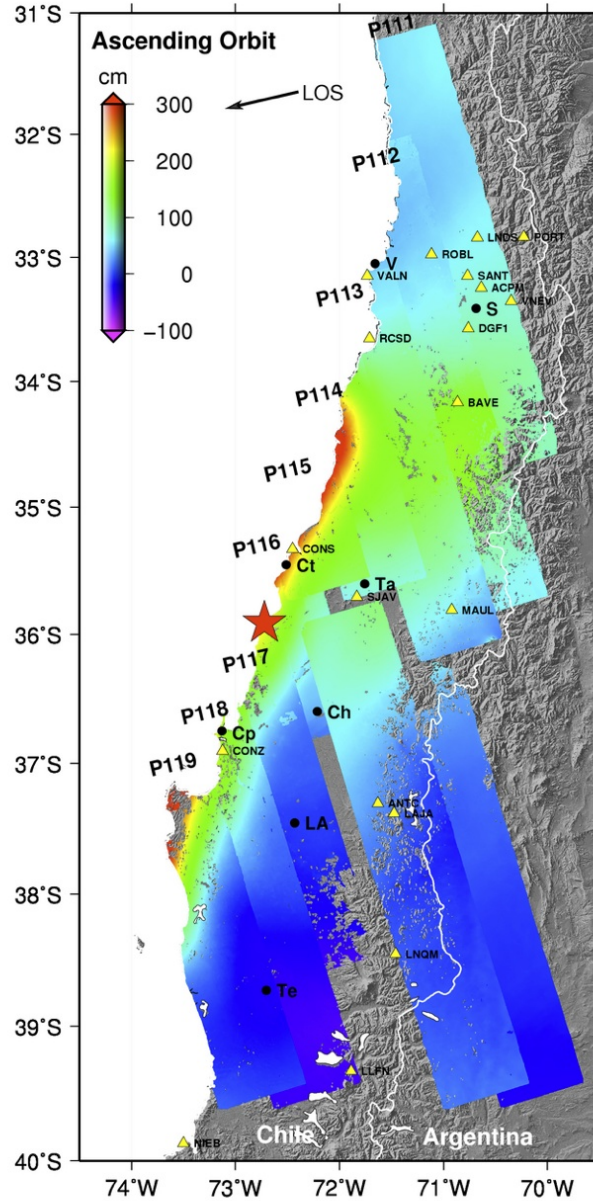 31°S
P111
Ascending Orbit
cm
LOS
300
32°S
P112
200
100
33°S
V
LNDS
PORT
ROBL
0
VALN
SANT
ACPM
P113
VNEV
S
−100
DGF1
RCSD
34°S
P114
BAVE
P115
35°S
P116
CONS
Ct
Ta
SJAV
MAUL
36°S
P117
P118
Ch
Cp
CONZ
37°S
P119
ANTC
LAJA
LA
38°S
LNQM
Te
39°S
LLFN
Chile
Argentina
NIEB
40°S
74°W
73°W
72°W
71°W
70°W